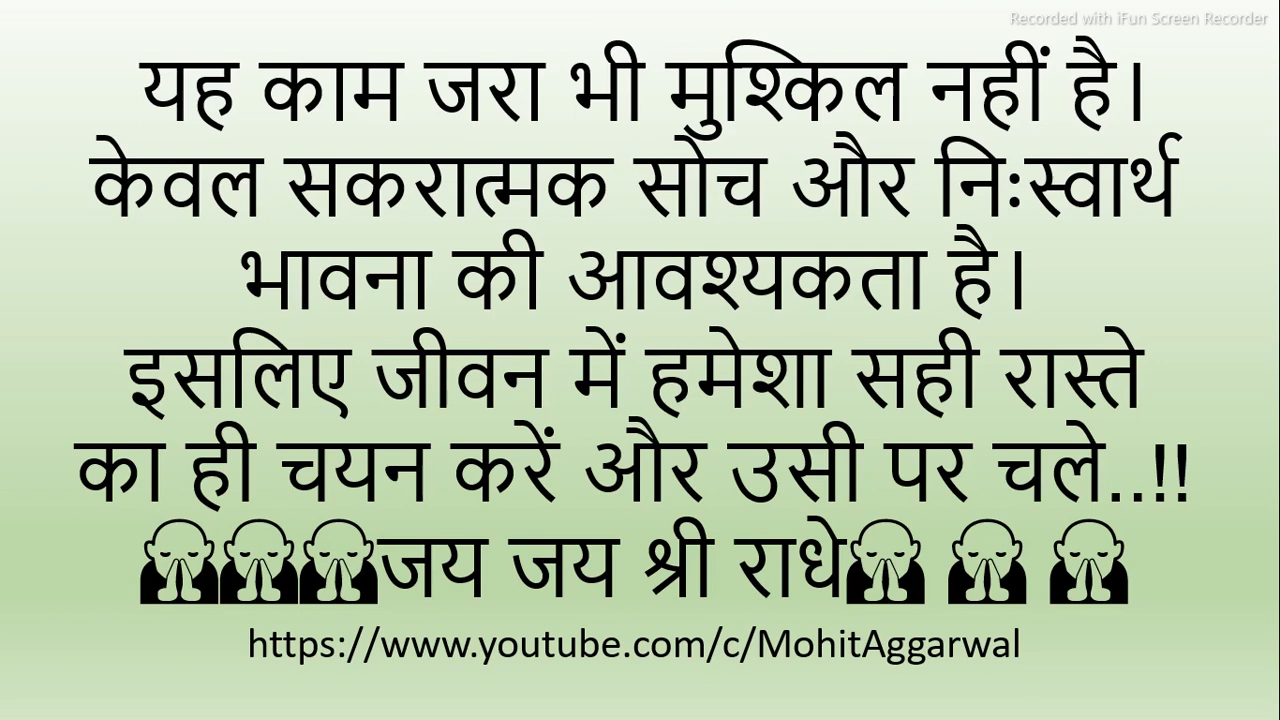 Recorded with iFun Screen Recorder
यह काम जरा भी मुश्किल नहीं है।
केवल सकरात्मक सोच और निःस्वार्थ
भावना की आवश्यकता है।
इसलिए जीवन में हमेशा सही रास्ते
का ही चयन करें और उसी पर चले..!!
जय जय श्री राधे
https://www.youtube.com/c/MohitAggarwal